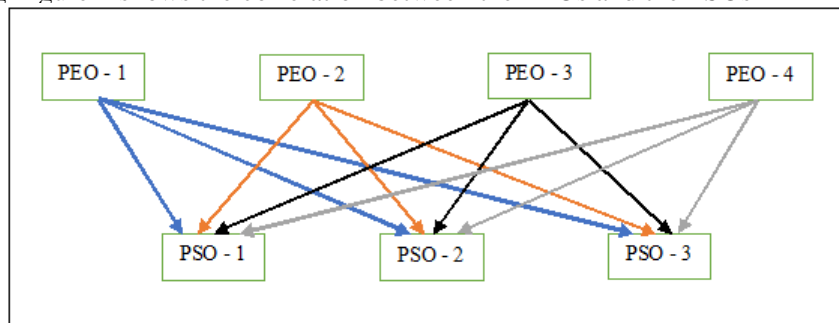 PEO - 1
PEO - 2
PEO - 3
PEO - 4
PSO - 1
PSO - 2
PSO - 3